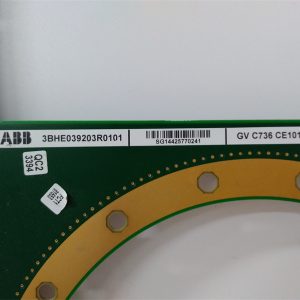 ABB
3BHE039203R0101
SG14425770241
GV C736 CE101
QC2
3394